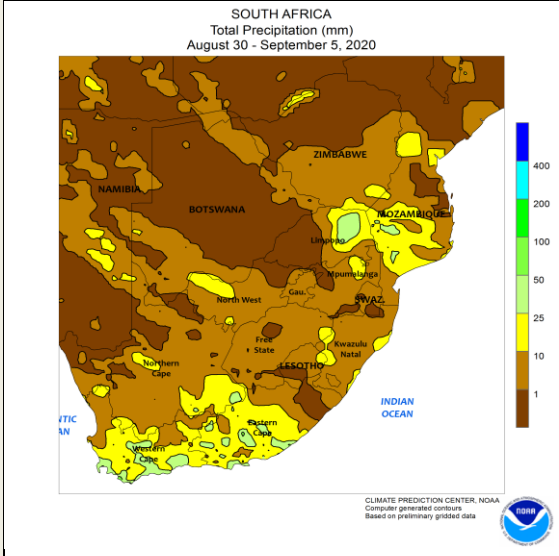 SOUTH AFRICA
Total Precipitation (mm)
August 30 - September 5, 2020
ZIMBABWE
NAMIBIA
BOTSWANA
MOZAMBIQUE
Limpopo
Mpumalanga
North West
Gau.
SWAZ.
Free
State
Kwazulu
Natal
LESOTHO
Northern
Cape
Eastern
Cape
Western
Cape
NTIC
AN
INDIAN
OCEAN
400
200
100
50
25
10
1
CLIMATE PREDICTION CENTER, NOAA
Computer generated contours
Based on preliminary gridded data
NOAA